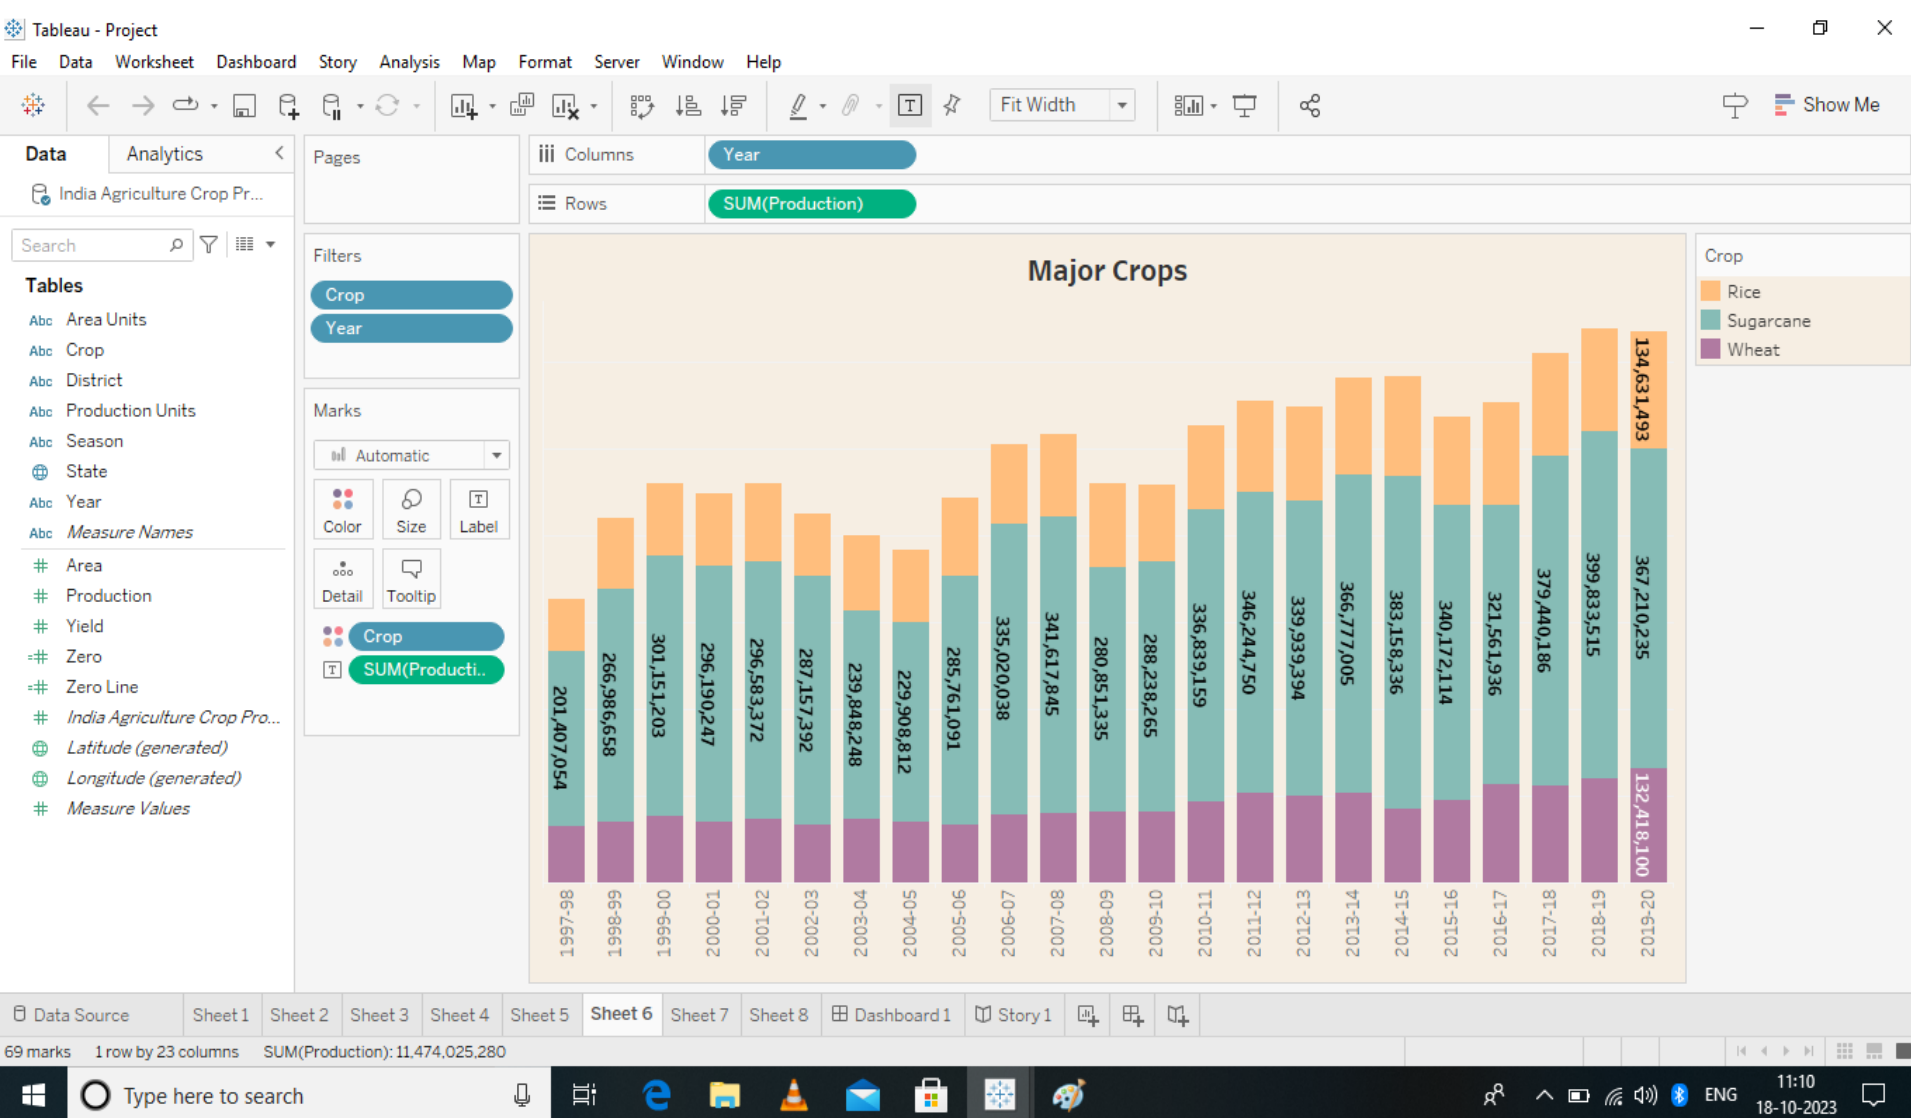 Tableau - Project
File Data Worksheet Dashboard Story Analysis Map Format Server Window Help
Fit Width
Show Me
Data Analytics
Pages
Columns Year
India Agriculture Crop Pr...
Rows SUM(Production)
Search
Filters
Crop
Year
Tables
Abc Area Units
Abc Crop
Abc District
Abc Production Units
Abc Season
State
Abc Year
Abc Measure Names
Area
Production
Yield
Zero
Zero Line
India Agriculture Crop Pro...
Latitude (generated)
Longitude (generated)
Measure Values
Marks
Automatic
Color Size Label
Detail Tooltip
Crop
SUM(Producti..
Major Crops
201,407,054
266,986,658
301,151,203
296,190,247
296,583,372
287,157,392
239,848,248
229,908,812
285,761,091
335,020,038
341,617,845
280,851,335
288,238,265
336,839,159
346,244,750
339,939,394
366,777,005
383,158,336
340,172,114
321,561,936
379,440,186
399,833,515
134,631,493
367,210,235
132,418,100
1997-98
1998-99
1999-00
2000-01
2001-02
2002-03
2003-04
2004-05
2005-06
2006-07
2007-08
2008-09
2009-10
2010-11
2011-12
2012-13
2013-14
2014-15
2015-16
2016-17
2017-18
2018-19
2019-20
Crop
Rice
Sugarcane
Wheat
Data Source Sheet 1 Sheet 2 Sheet 3 Sheet 4 Sheet 5 Sheet 6 Sheet 7 Sheet 8 Dashboard 1 Story 1
69 marks 1 row by 23 columns SUM(Production): 11,474,025,280
Type here to search
ENG
11:10
18-10-2023